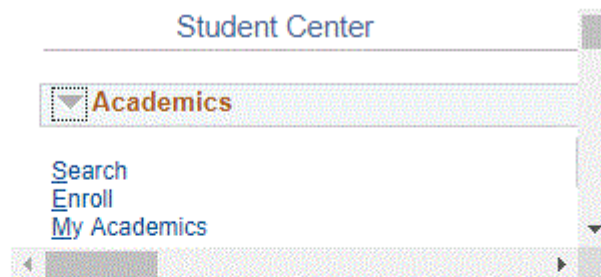 Student Center
Academics
Search
Enroll
My Academics